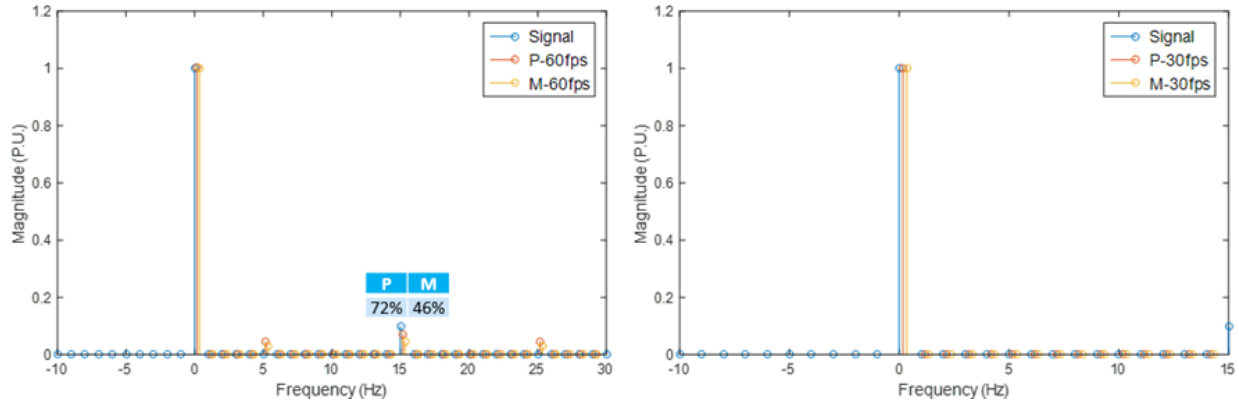 1.2
1
0.8
0.6
0.4
0.2
0
Magnitude (P.U.)
-10 -5 0 5 10 15 20 25 30
Frequency (Hz)
Signal
P-60fps
M-60fps
P M
72% 46%
1.2
1
0.8
0.6
0.4
0.2
0
Magnitude (P.U.)
-10 -5 0 5 10 15
Frequency (Hz)
Signal
P-30fps
M-30fps